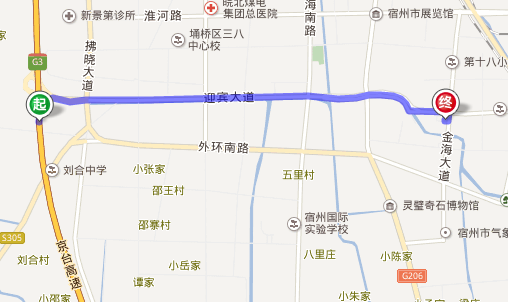 新景第诊所
淮河路
皖北煤电
集团总医院
海南路
宿州市展览馆
拂晓大道
埇桥区三八
中心校
第十八小
G3
起
迎宾大道
终
金海大道
外环南路
刘合中学
小张家
邵王村
五里村
灵璧奇石博物馆
邵寨村
宿州国际
实验学校
宿州市气象
S305
京台高速
刘合村
八里庄
小陈家
小岳家
谭家
G206
小邵家
小朱家